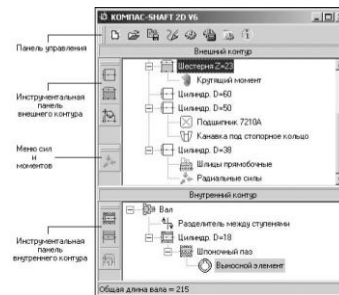 КОМПАС-SHAFT 2D V6
Панель управления
Внешний контур
Шестерня Z=23
Крутящий момент
Цилиндр. D=60
Цилиндр. D=50
Подшипник 7210А
Канавка под стопорное кольцо
Цилиндр. D=38
Шлицы прямобочные
Радиальные силы
Инструментальная
панель
внешнего контура
Меню сил
и
моментов
Внутренний контур
Вал
Разделитель между ступенями
Цилиндр. D=18
Шпоночный паз
Выносной элемент
Инструментальная
панель
внутреннего контура
Общая длина вала = 215